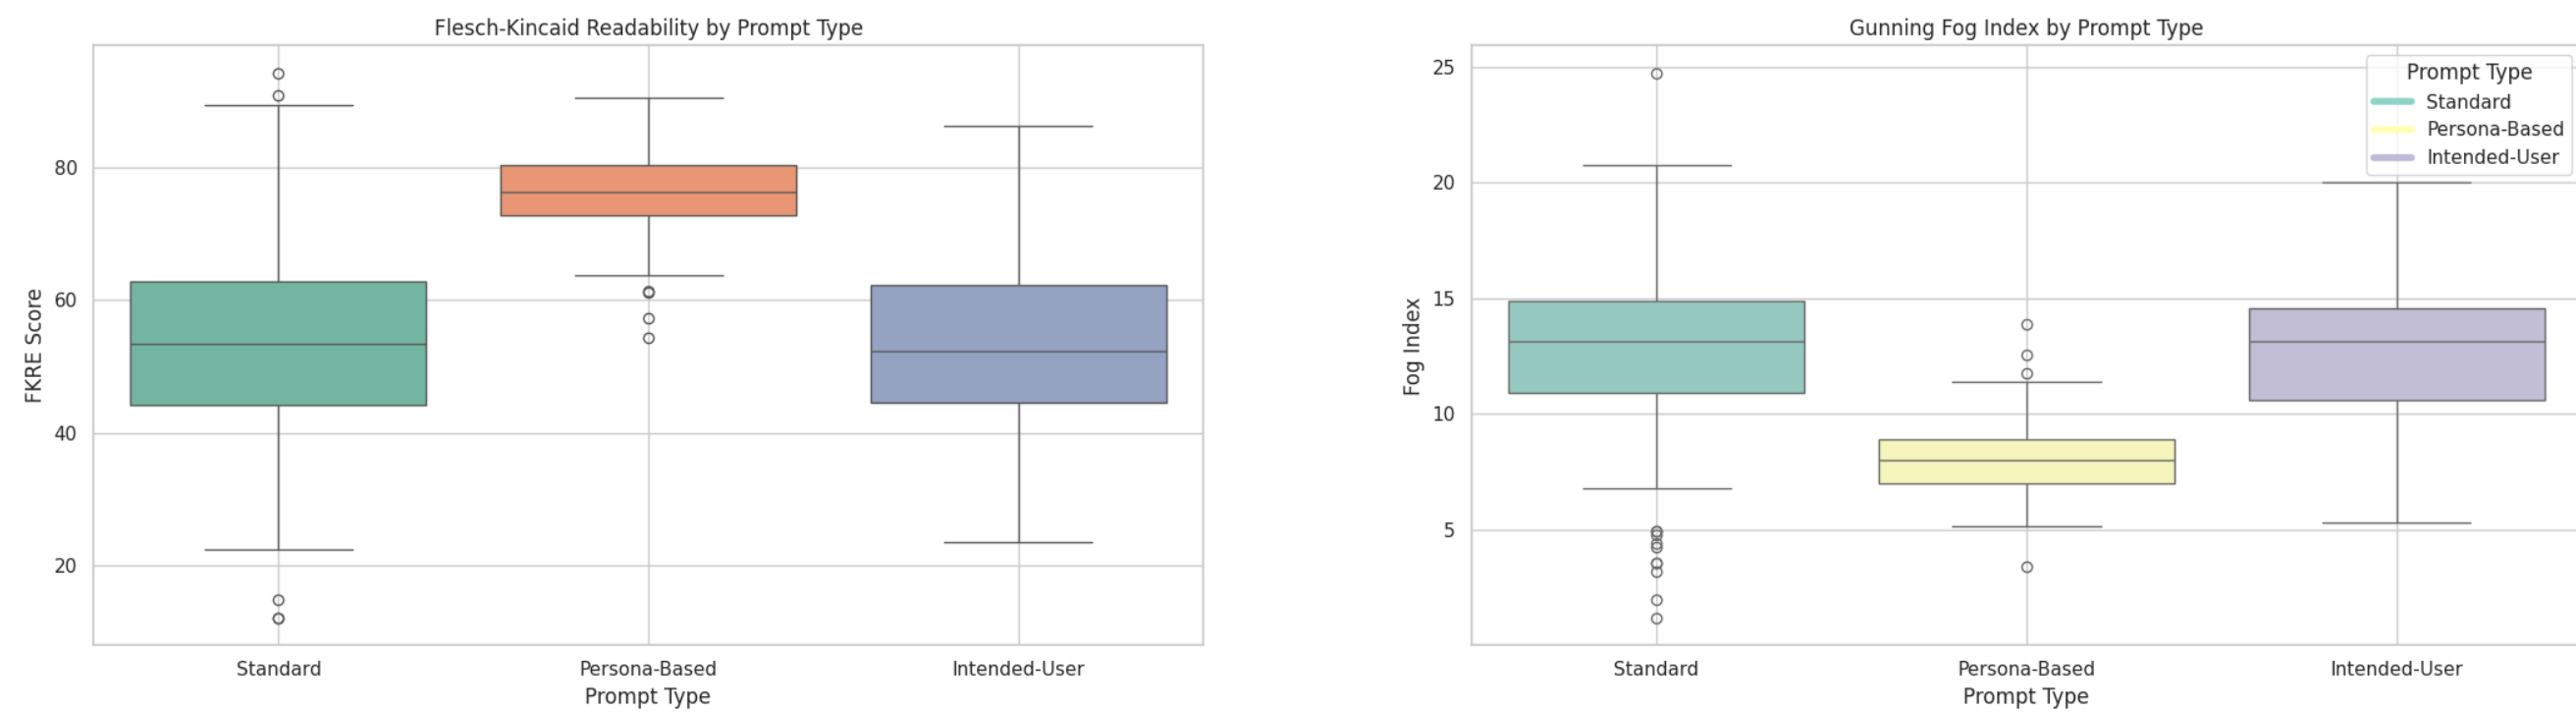 Flesch-Kincaid Readability by Prompt Type
FKRE Score
80
60
40
20
Standard
Persona-Based
Intended-User
Prompt Type
Gunning Fog Index by Prompt Type
Fog Index
25
20
15
10
5
Prompt Type
Standard
Persona-Based
Intended-User
Standard
Persona-Based
Intended-User
Prompt Type